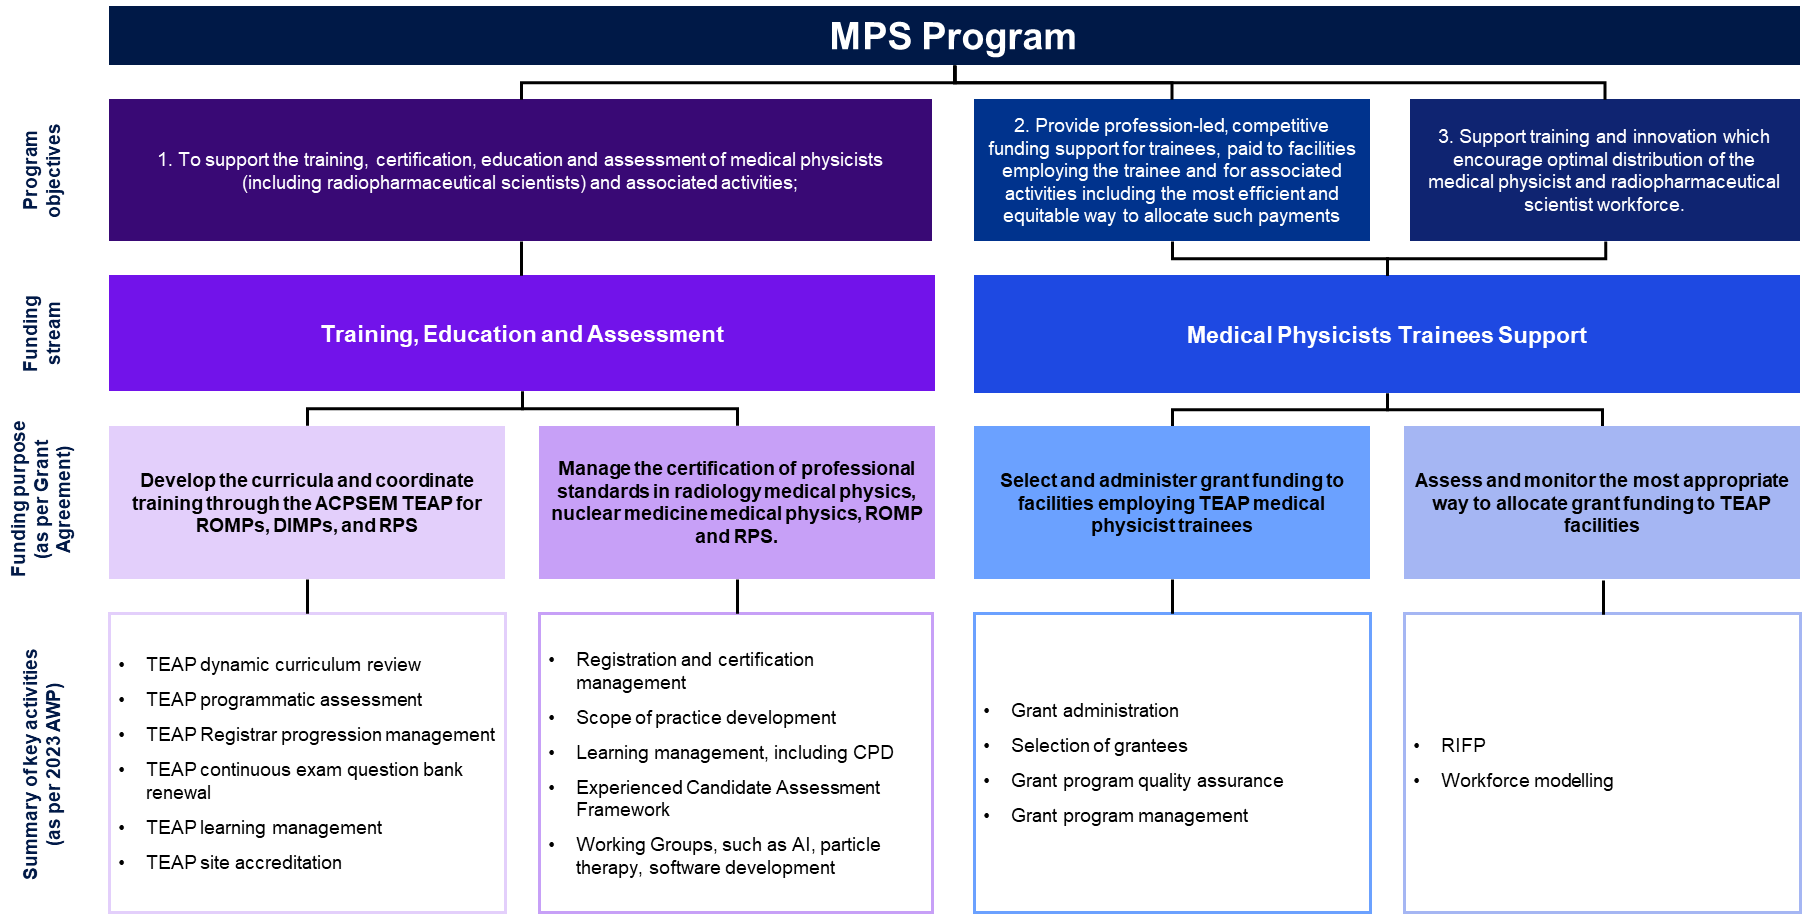 MPS Program
Program
objectives
1. To support the training, certification, education and assessment of medical physicists
(including radiopharmaceutical scientists) and associated activities;
2. Provide profession-led, competitive
funding support for trainees, paid to facilities
employing the trainee and for associated
activities including the most efficient and
equitable way to allocate such payments
3. Support training and innovation which
encourage optimal distribution of the
medical physicist and radiopharmaceutical
scientist workforce.
Funding
stream
Training, Education and Assessment
Medical Physicists Trainees Support
Funding purpose
(as per Grant
Agreement)
Develop the curricula and coordinate
training through the ACPSEM TEAP for
ROMPs, DIMPs, and RPS
Manage the certification of professional
standards in radiology medical physics,
nuclear medicine medical physics, ROMP
and RPS.
Select and administer grant funding to
facilities employing TEAP medical
physicist trainees
Assess and monitor the most appropriate
way to allocate grant funding to TEAP
facilities
Summary of key activities
(as per 2023 AWP)
• TEAP dynamic curriculum review
• TEAP programmatic assessment
• TEAP Registrar progression management
• TEAP continuous exam question bank
renewal
• TEAP learning management
• TEAP site accreditation
• Registration and certification
management
• Scope of practice development
• Learning management, including CPD
• Experienced Candidate Assessment
Framework
• Working Groups, such as AI, particle
therapy, software development
• Grant administration
• Selection of grantees
• Grant program quality assurance
• Grant program management
• RIFP
• Workforce modelling